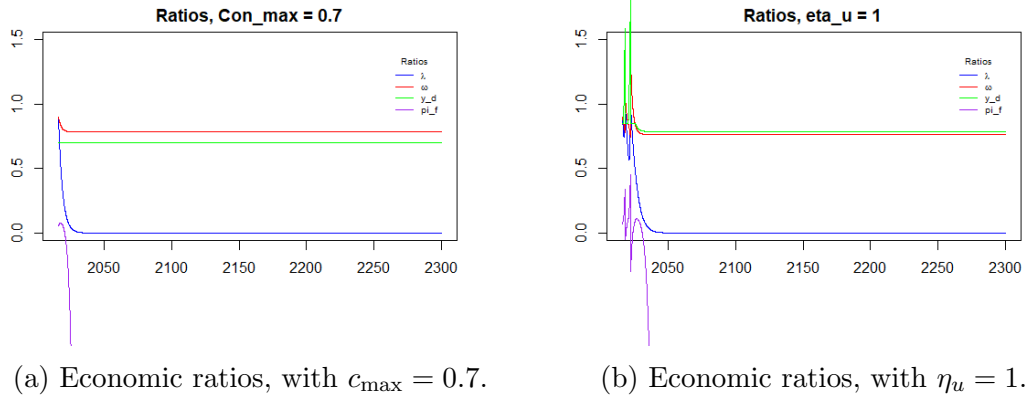 Ratios, Con_max = 0.7
1.5
1.0
0.5
0.0
Ratios
λ
ω
y_d
pi_f
2050 2100 2150 2200 2250 2300
(a) Economic ratios, with c_max = 0.7.
Ratios, eta_u = 1
1.5
1.0
0.5
0.0
Ratios
λ
ω
y_d
pi_f
2050 2100 2150 2200 2250 2300
(b) Economic ratios, with η_u = 1.